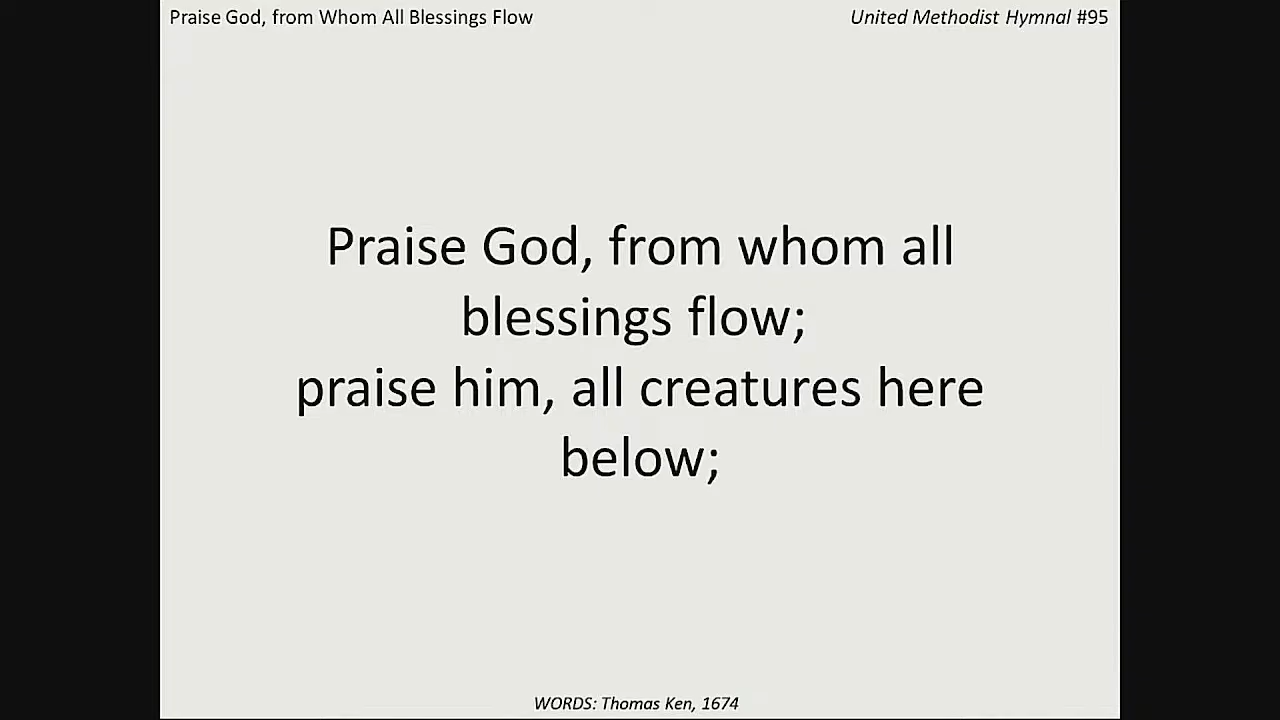 Praise God, from Whom All Blessings Flow
United Methodist Hymnal #95
Praise God, from whom all
blessings flow;
praise him, all creatures here
below;
WORDS: Thomas Ken, 1674